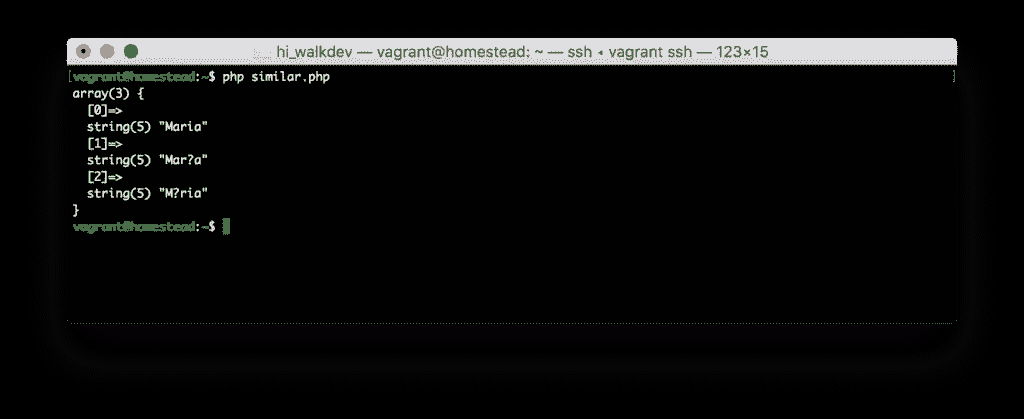 hi_walkdev — vagrant@homestead: ~ — ssh • vagrant ssh — 123×15
[vagrant@homestead:~$ php similar.php ]
array(3) {
  [0]=>
  string(5) "Maria"
  [1]=>
  string(5) "Mar?a"
  [2]=>
  string(5) "M?ria"
}
vagrant@homestead:~$